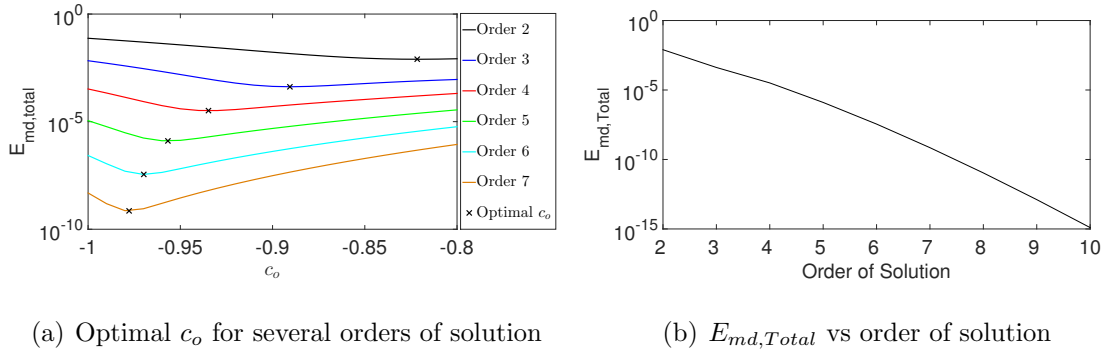 10^0
10^-5
10^-10
E_md,total
-1
-0.95
-0.9
-0.85
-0.8
c_o
Order 2
Order 3
Order 4
Order 5
Order 6
Order 7
Optimal c_o
(a) Optimal c_o for several orders of solution
10^0
10^-5
10^-10
10^-15
E_md,Total
2
3
4
5
6
7
8
9
10
Order of Solution
(b) E_md,Total vs order of solution